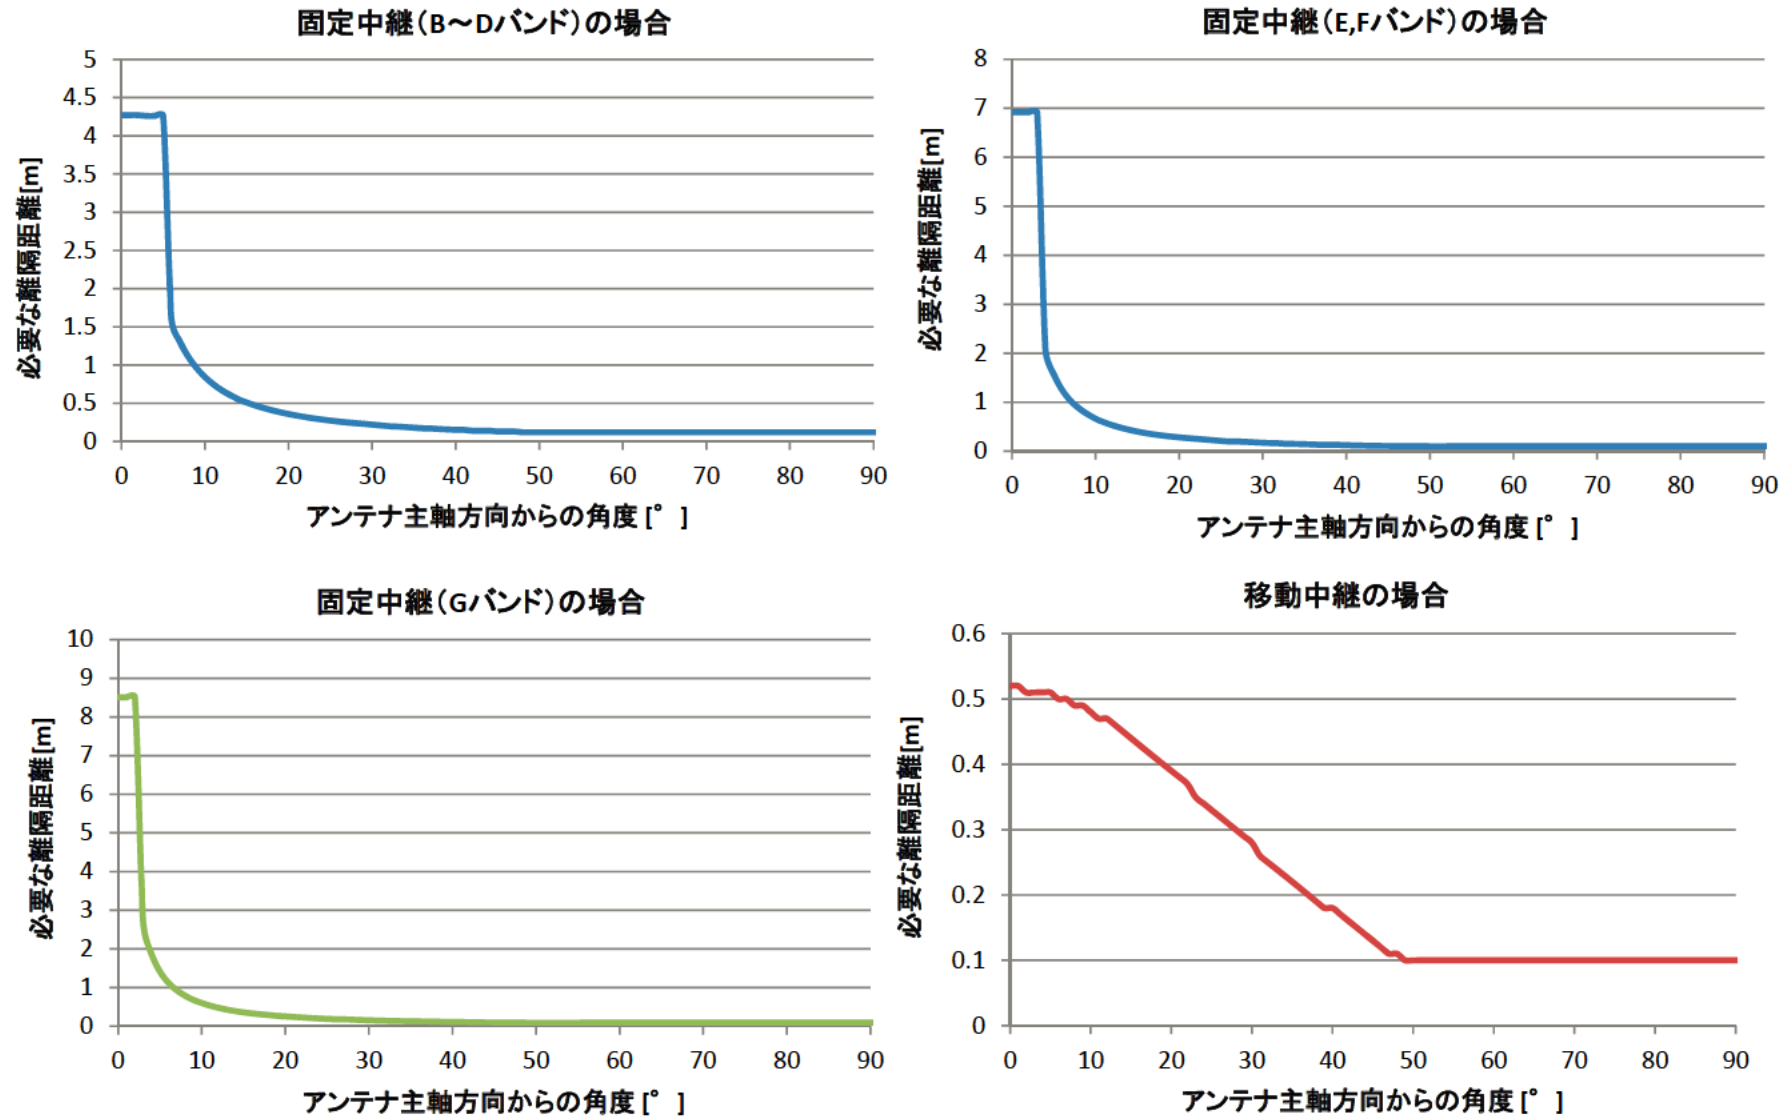 固定中継（B～Dバンド）の場合
必要な離隔距離[m]
5
4.5
4
3.5
3
2.5
2
1.5
1
0.5
0
0 10 20 30 40 50 60 70 80 90
アンテナ主軸方向からの角度 [° ]
固定中継（E,Fバンド）の場合
必要な離隔距離[m]
8
7
6
5
4
3
2
1
0
0 10 20 30 40 50 60 70 80 90
アンテナ主軸方向からの角度 [° ]
固定中継（Gバンド）の場合
必要な離隔距離[m]
10
9
8
7
6
5
4
3
2
1
0
0 10 20 30 40 50 60 70 80 90
アンテナ主軸方向からの角度 [° ]
移動中継の場合
必要な離隔距離[m]
0.6
0.5
0.4
0.3
0.2
0.1
0
0 10 20 30 40 50 60 70 80 90
アンテナ主軸方向からの角度 [° ]